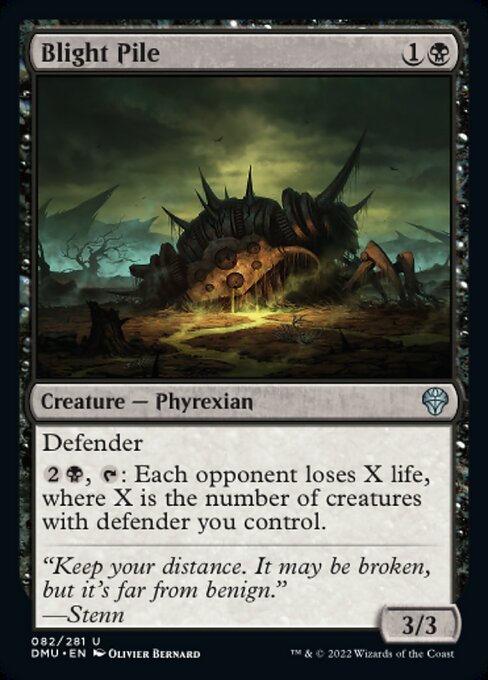 Blight Pile 1
Creature — Phyrexian
Defender
2, : Each opponent loses X life,
where X is the number of creatures
with defender you control.
“Keep your distance. It may be broken,
but it’s far from benign.”
—Stenn
3/3
082/281 U
DMU • EN Olivier Bernard
™ & © 2022 Wizards of the Coast